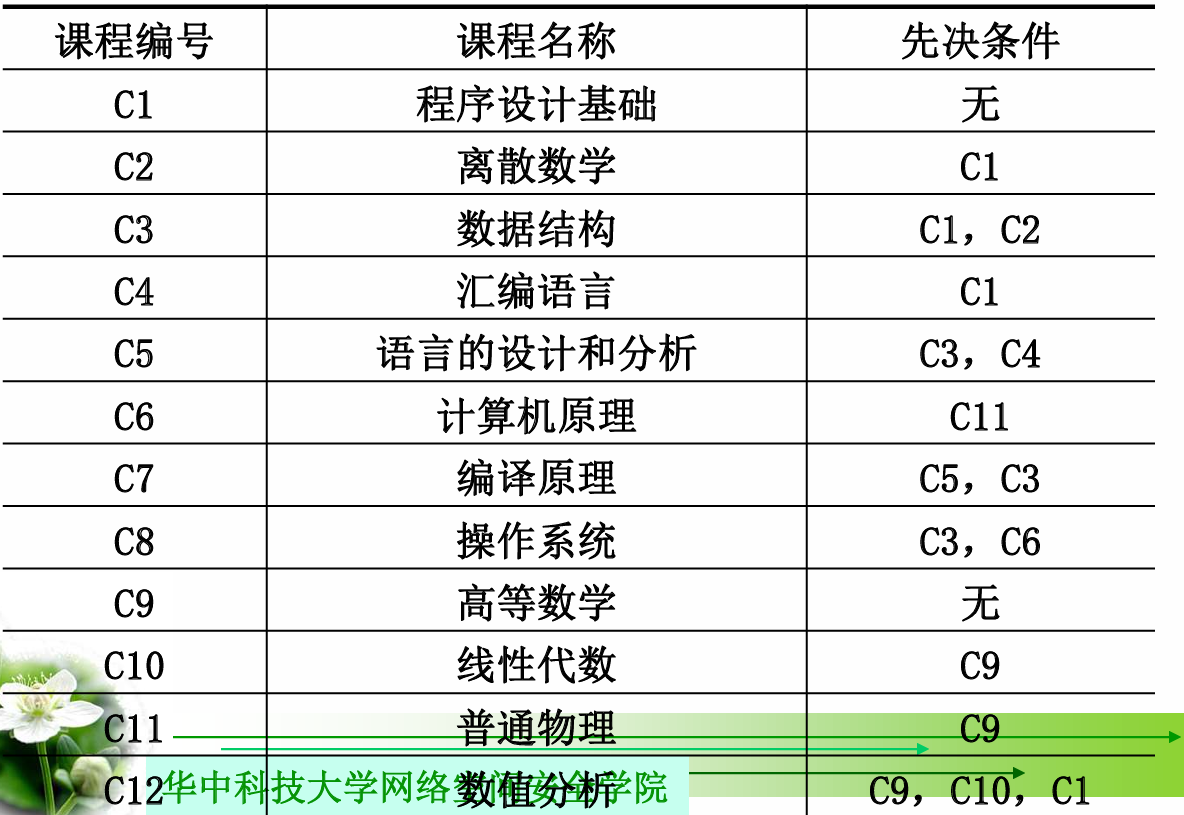 课程编号 课程名称 先决条件
C1 程序设计基础 无
C2 离散数学 C1
C3 数据结构 C1，C2
C4 汇编语言 C1
C5 语言的设计和分析 C3，C4
C6 计算机原理 C11
C7 编译原理 C5，C3
C8 操作系统 C3，C6
C9 高等数学 无
C10 线性代数 C9
C11 普通物理 C9
C12 数值分析 C9，C10，C1
华中科技大学网络空间安全学院